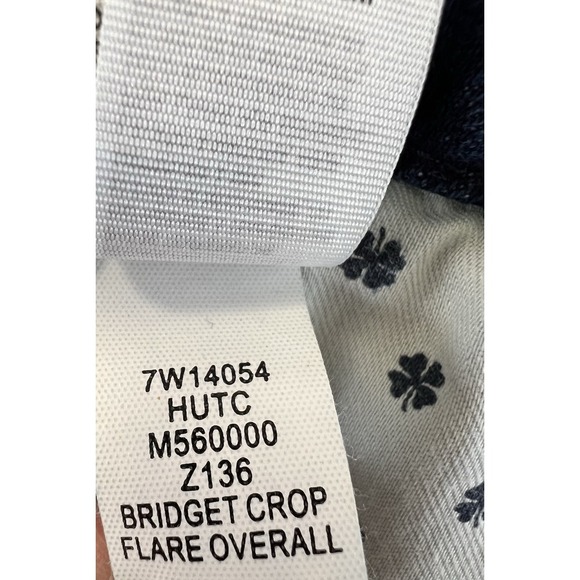 7W14054
HUTC
M560000
Z136
BRIDGET CROP
FLARE OVERALL